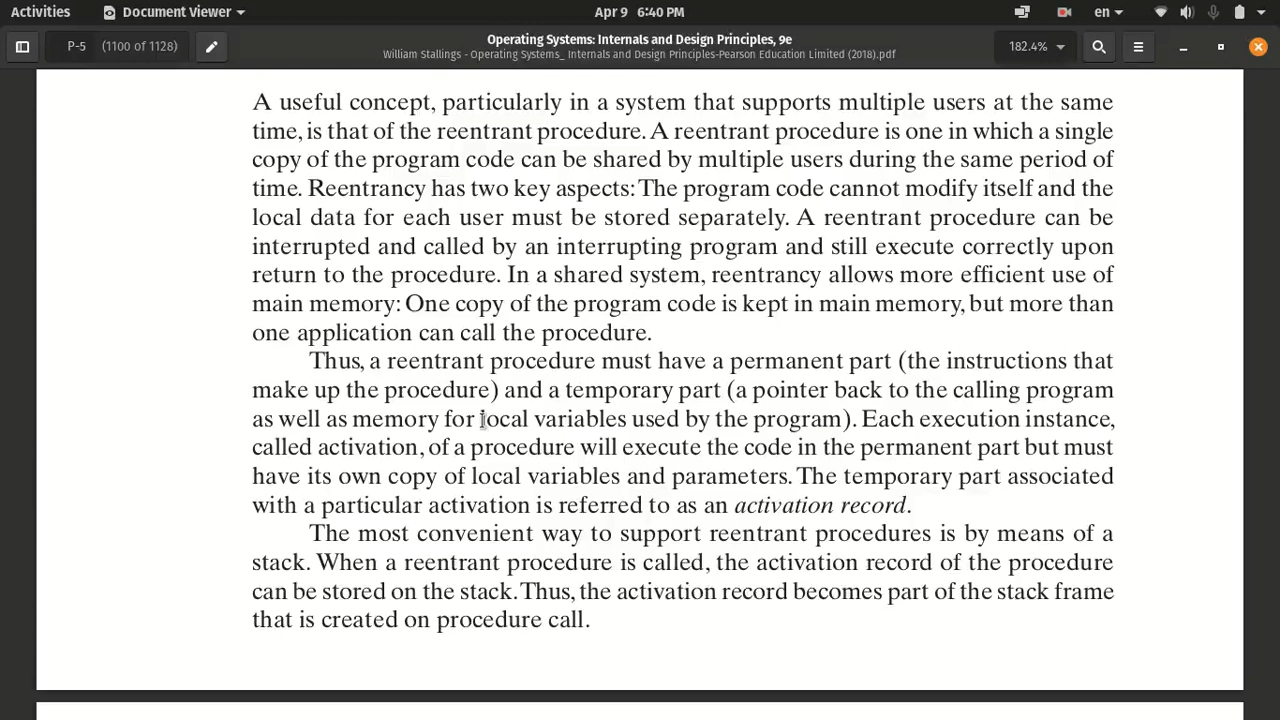 Activities
Document Viewer
Apr 9 6:40 PM
en
P-5
(1100 of 1128)
Operating Systems: Internals and Design Principles, 9e
William Stallings - Operating Systems_ Internals and Design Principles-Pearson Education Limited (2018).pdf
182.4%
A useful concept, particularly in a system that supports multiple users at the same
time, is that of the reentrant procedure. A reentrant procedure is one in which a single
copy of the program code can be shared by multiple users during the same period of
time. Reentrancy has two key aspects: The program code cannot modify itself and the
local data for each user must be stored separately. A reentrant procedure can be
interrupted and called by an interrupting program and still execute correctly upon
return to the procedure. In a shared system, reentrancy allows more efficient use of
main memory: One copy of the program code is kept in main memory, but more than
one application can call the procedure.
Thus, a reentrant procedure must have a permanent part (the instructions that
make up the procedure) and a temporary part (a pointer back to the calling program
as well as memory for local variables used by the program). Each execution instance,
called activation, of a procedure will execute the code in the permanent part but must
have its own copy of local variables and parameters. The temporary part associated
with a particular activation is referred to as an activation record.
The most convenient way to support reentrant procedures is by means of a
stack. When a reentrant procedure is called, the activation record of the procedure
can be stored on the stack. Thus, the activation record becomes part of the stack frame
that is created on procedure call.